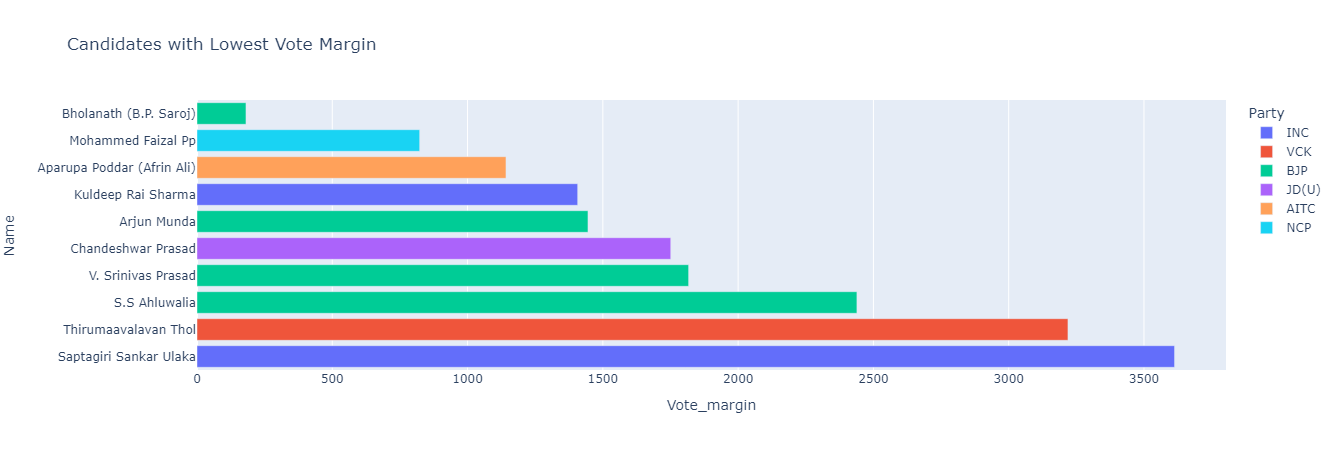 Candidates with Lowest Vote Margin
Name
Bholanath (B.P. Saroj)
Mohammed Faizal Pp
Aparupa Poddar (Afrin Ali)
Kuldeep Rai Sharma
Arjun Munda
Chandeshwar Prasad
V. Srinivas Prasad
S.S Ahluwalia
Thirumaavalavan Thol
Saptagiri Sankar Ulaka
0 500 1000 1500 2000 2500 3000 3500
Vote_margin
Party
INC
VCK
BJP
JD(U)
AITC
NCP